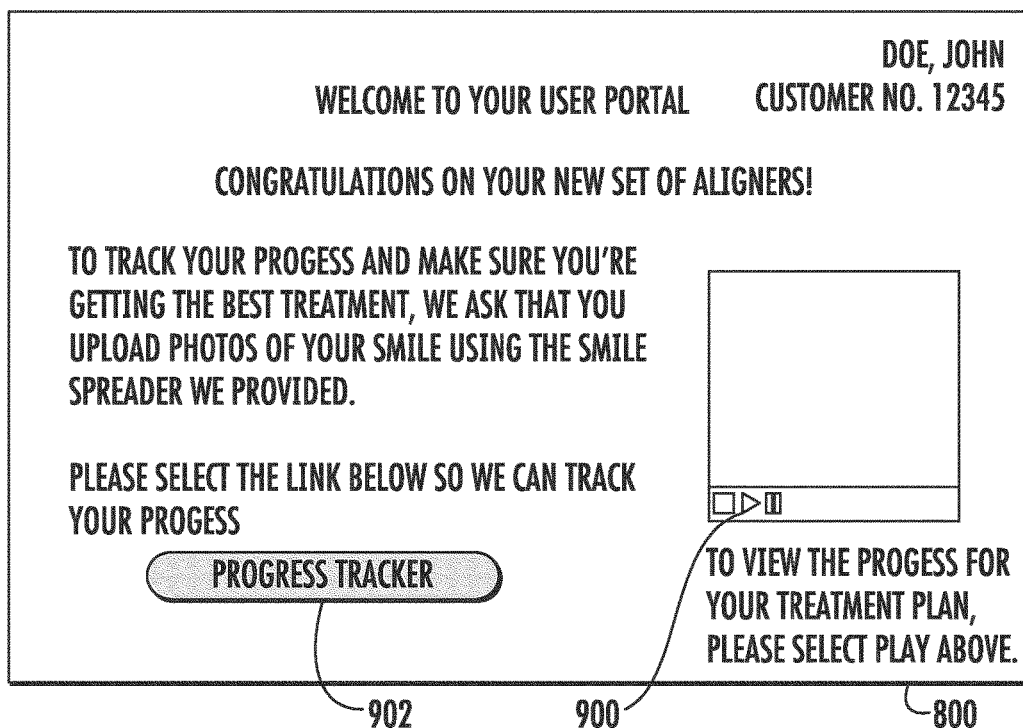 DOE, JOHN
WELCOME TO YOUR USER PORTAL
CUSTOMER NO. 12345
CONGRATULATIONS ON YOUR NEW SET OF ALIGNERS!
TO TRACK YOUR PROGESS AND MAKE SURE YOU'RE
GETTING THE BEST TREATMENT, WE ASK THAT YOU
UPLOAD PHOTOS OF YOUR SMILE USING THE SMILE
SPREADER WE PROVIDED.
PLEASE SELECT THE LINK BELOW SO WE CAN TRACK
YOUR PROGESS
PROGRESS TRACKER
TO VIEW THE PROGESS FOR
YOUR TREATMENT PLAN,
PLEASE SELECT PLAY ABOVE.
902
900
800